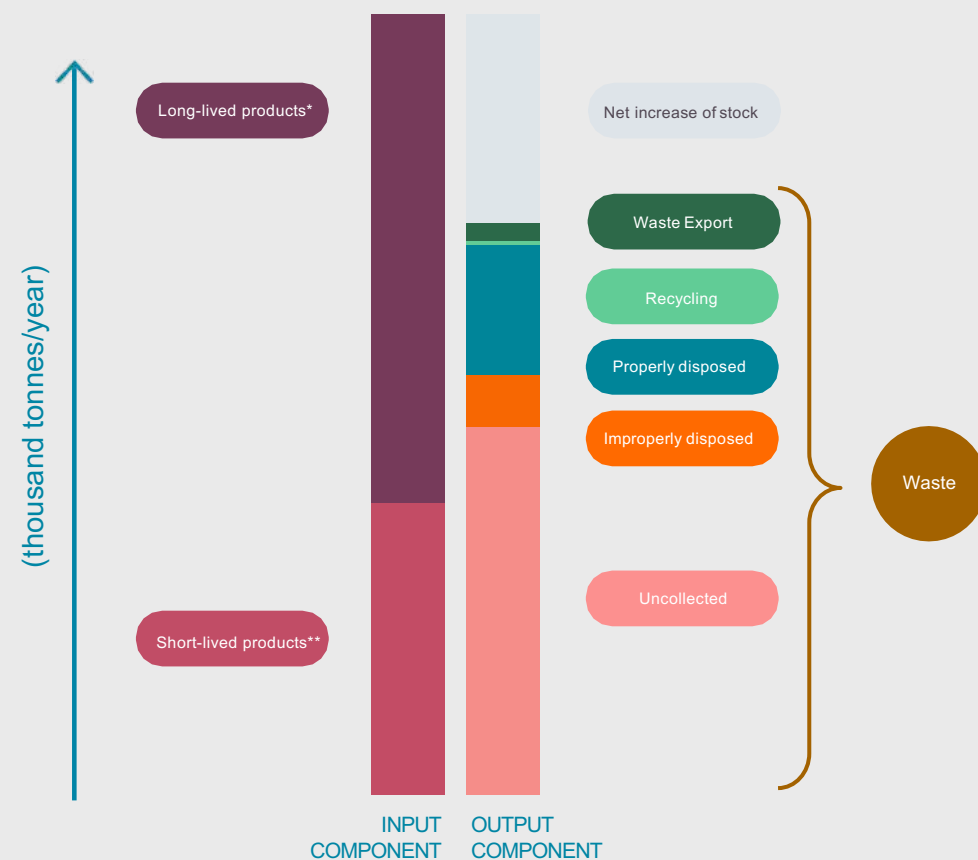 Long-lived products*
Net increase of stock
Waste Export
Recycling
Properly disposed
Improperly disposed
Waste
Uncollected
Short-lived products**
(thousand tonnes/year)
INPUT
COMPONENT
OUTPUT
COMPONENT